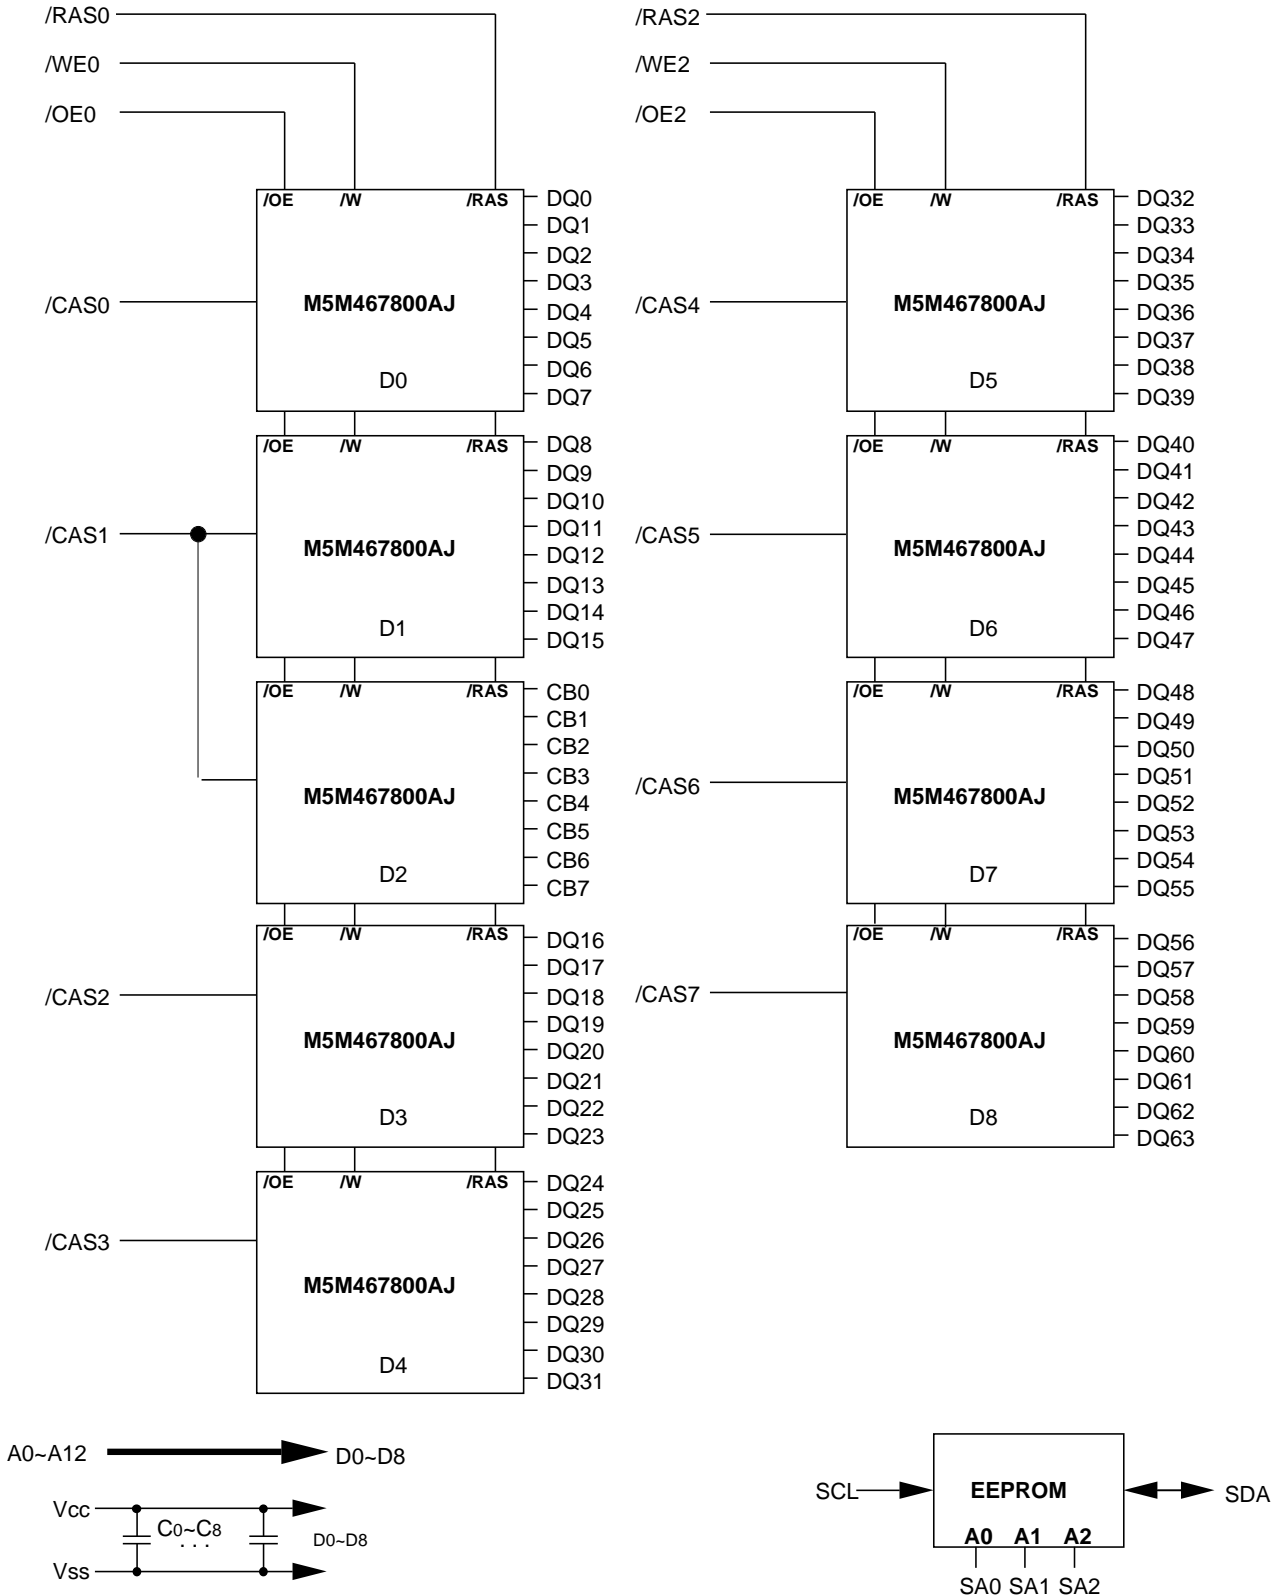 /RAS0
/WE0
/OE0
/OE /W /RAS
/CAS0
M5M467800AJ
D0
DQ0
DQ1
DQ2
DQ3
DQ4
DQ5
DQ6
DQ7
/OE /W /RAS
/CAS1
M5M467800AJ
D1
DQ8
DQ9
DQ10
DQ11
DQ12
DQ13
DQ14
DQ15
/OE /W /RAS
M5M467800AJ
D2
CB0
CB1
CB2
CB3
CB4
CB5
CB6
CB7
/OE /W /RAS
/CAS2
M5M467800AJ
D3
DQ16
DQ17
DQ18
DQ19
DQ20
DQ21
DQ22
DQ23
/OE /W /RAS
/CAS3
M5M467800AJ
D4
DQ24
DQ25
DQ26
DQ27
DQ28
DQ29
DQ30
DQ31
/RAS2
/WE2
/OE2
/OE /W /RAS
/CAS4
M5M467800AJ
D5
DQ32
DQ33
DQ34
DQ35
DQ36
DQ37
DQ38
DQ39
/OE /W /RAS
/CAS5
M5M467800AJ
D6
DQ40
DQ41
DQ42
DQ43
DQ44
DQ45
DQ46
DQ47
/OE /W /RAS
/CAS6
M5M467800AJ
D7
DQ48
DQ49
DQ50
DQ51
DQ52
DQ53
DQ54
DQ55
/OE /W /RAS
/CAS7
M5M467800AJ
D8
DQ56
DQ57
DQ58
DQ59
DQ60
DQ61
DQ62
DQ63
A0~A12 D0~D8
Vcc
C0~C8
. . .
D0~D8
Vss
SCL EEPROM SDA
A0 A1 A2
SA0 SA1 SA2